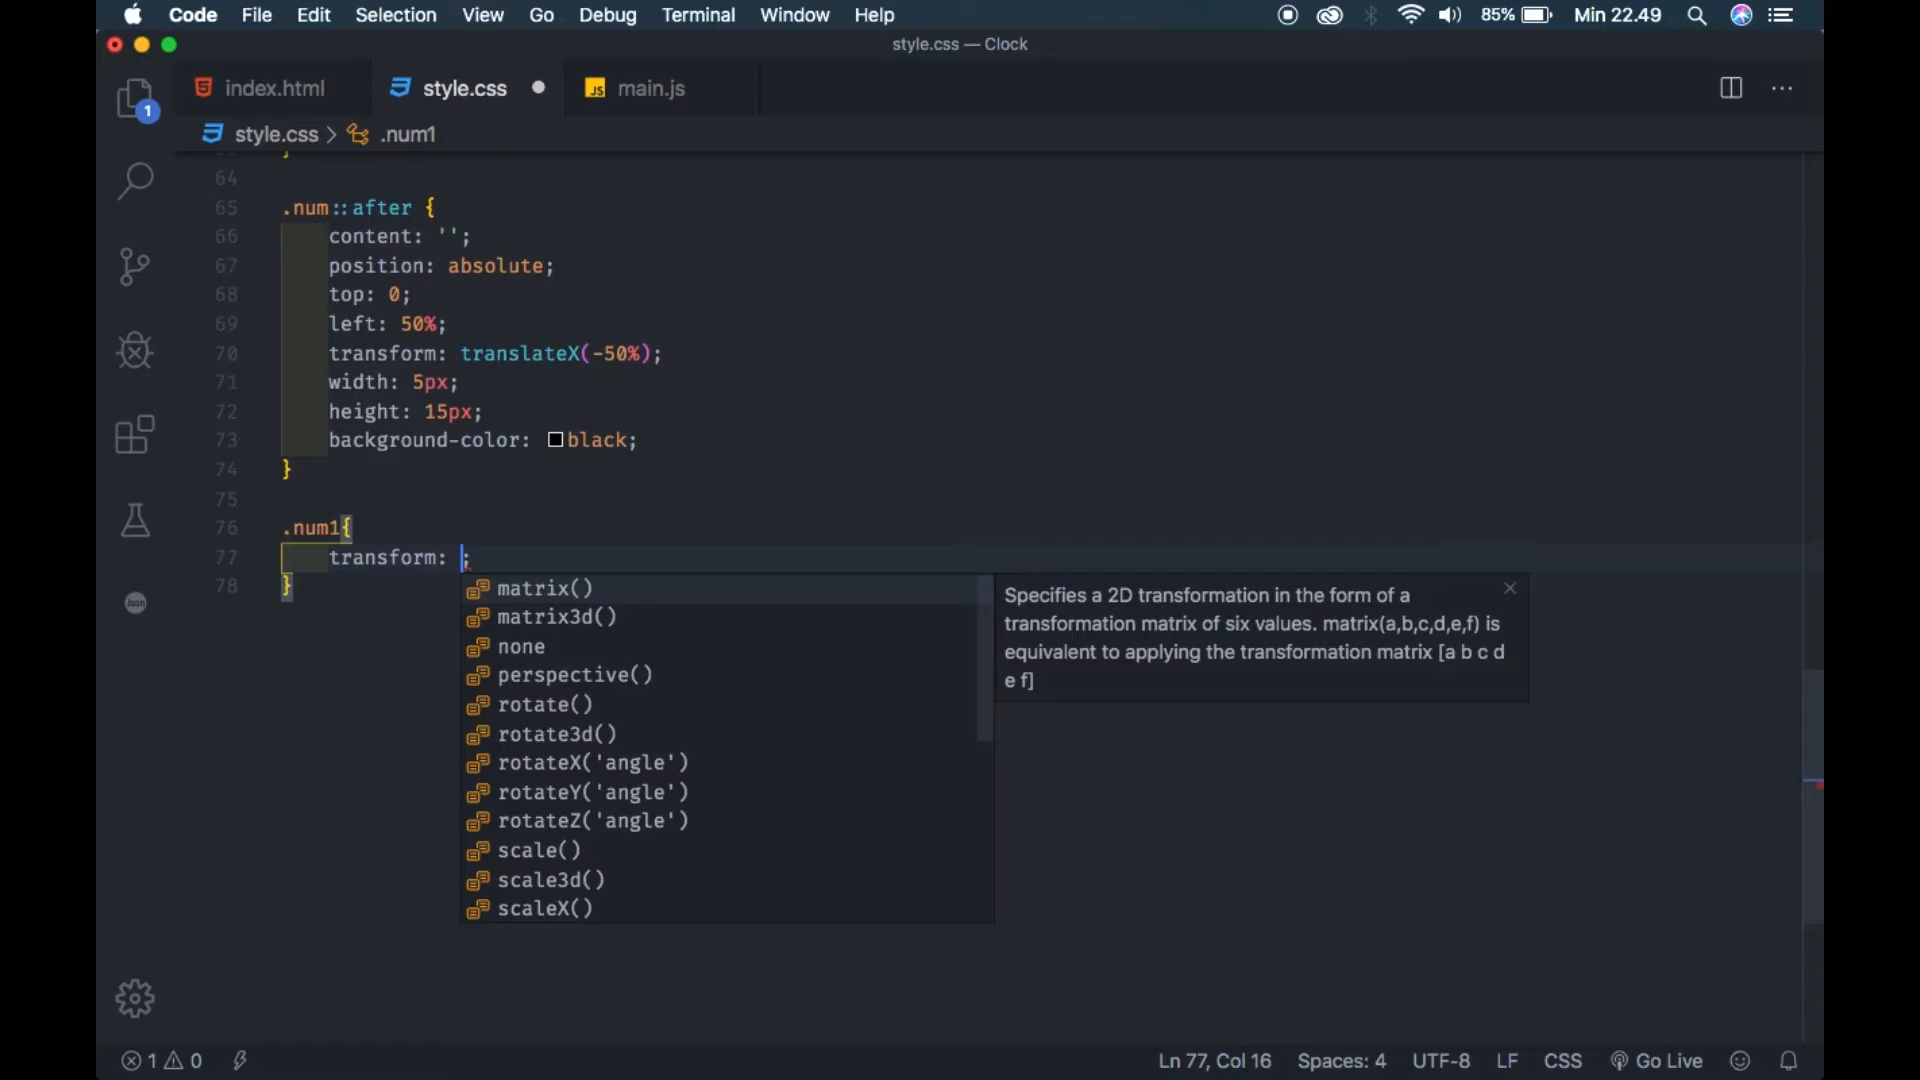 Code File Edit Selection View Go Debug Terminal Window Help 85% Min 22.49
style.css — Clock
index.html style.css main.js
1
style.css > .num1
64
65 .num::after {
66 content: '';
67 position: absolute;
68 top: 0;
69 left: 50%;
70 transform: translateX(-50%);
71 width: 5px;
72 height: 15px;
73 background-color: black;
74 }
75
76 .num1{
77 transform: ;
78 }
matrix()
matrix3d()
none
perspective()
rotate()
rotate3d()
rotateX('angle')
rotateY('angle')
rotateZ('angle')
scale()
scale3d()
scaleX()
Specifies a 2D transformation in the form of a
transformation matrix of six values. matrix(a,b,c,d,e,f) is
equivalent to applying the transformation matrix [a b c d
e f]
Json
1 0 Ln 77, Col 16 Spaces: 4 UTF-8 LF CSS Go Live